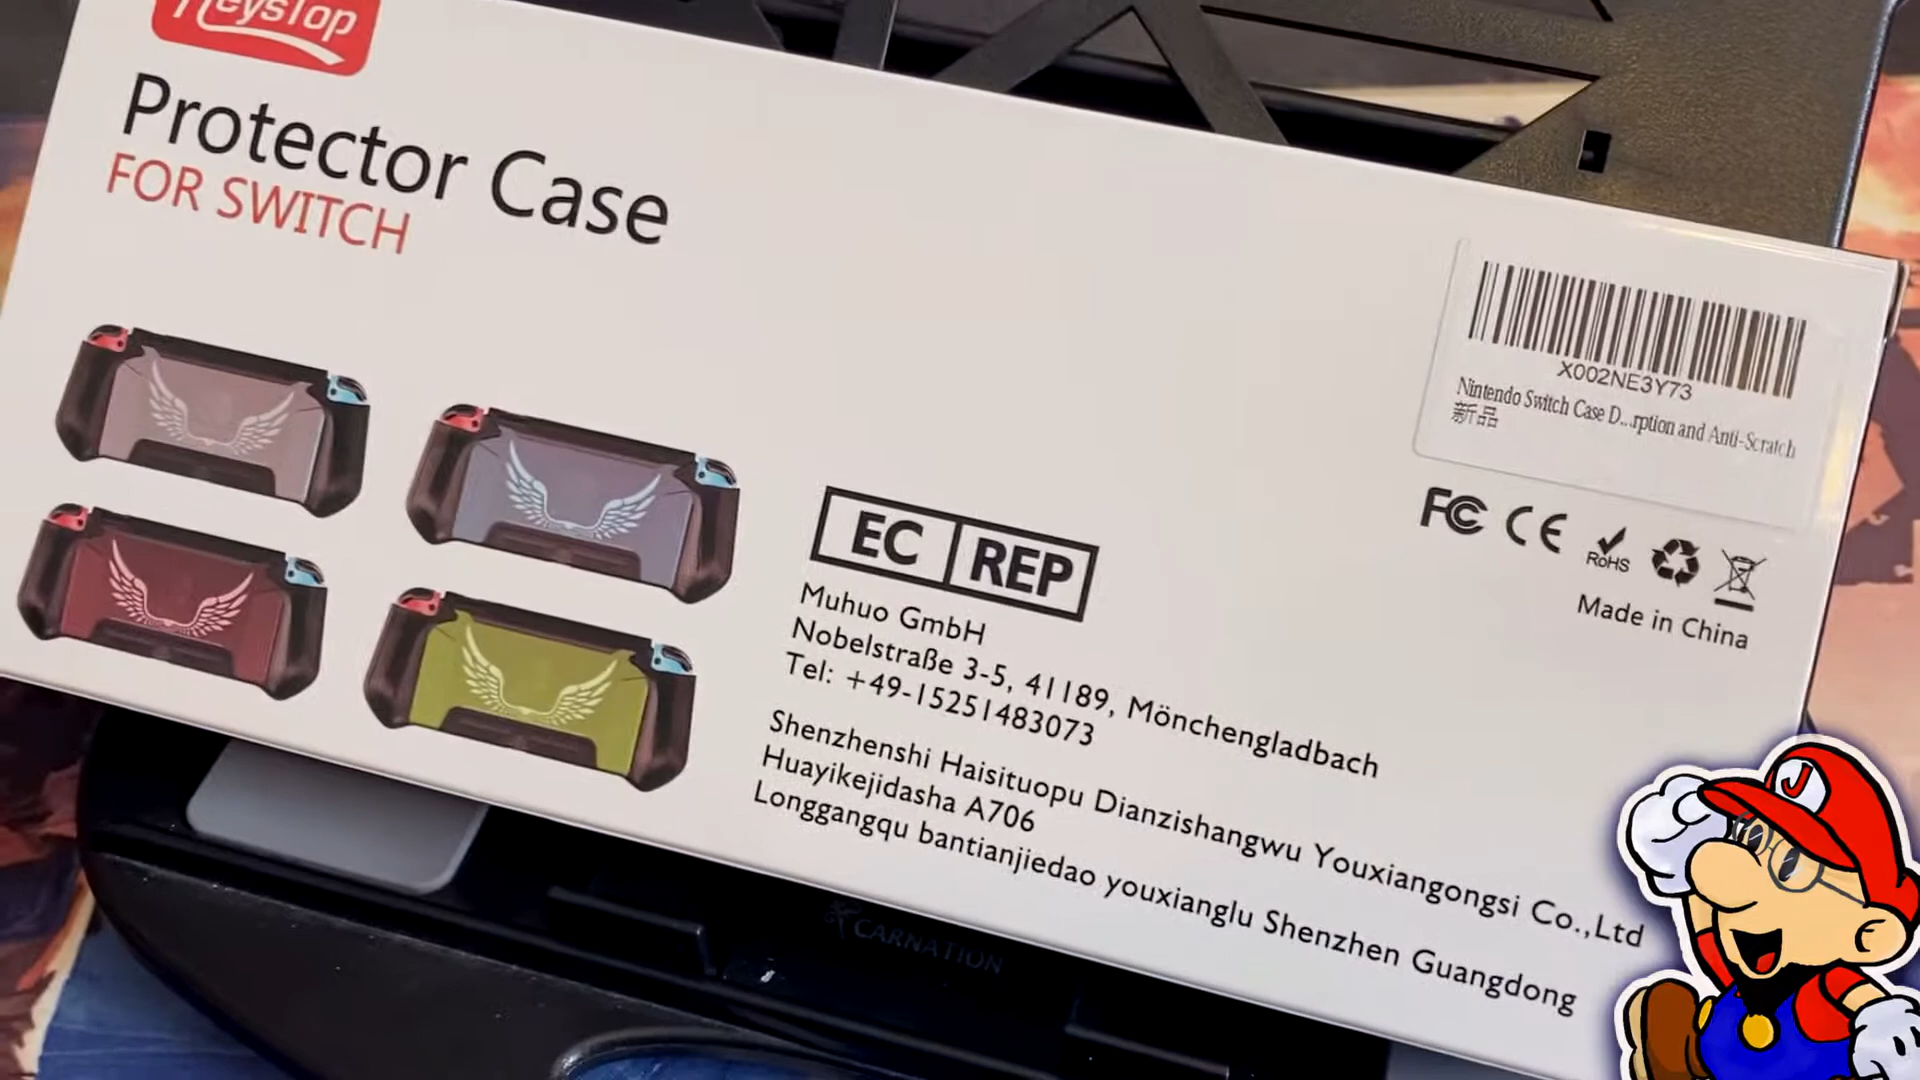 KeysTop
Protector Case
FOR SWITCH
X002NE3Y73
Nintendo Switch Case D...rption and Anti-Scratch
新品
FC CE
RoHS
Made in China
EC REP
Muhuo GmbH
Nobelstraße 3-5, 41189, Mönchengladbach
Tel: +49-15251483073
Shenzhenshi Haisituopu Dianzishangwu Youxiangongsi Co.,Ltd
Huayikejidasha A706
Longgangqu bantianjiedao youxianglu Shenzhen Guangdong
CARNATION
J